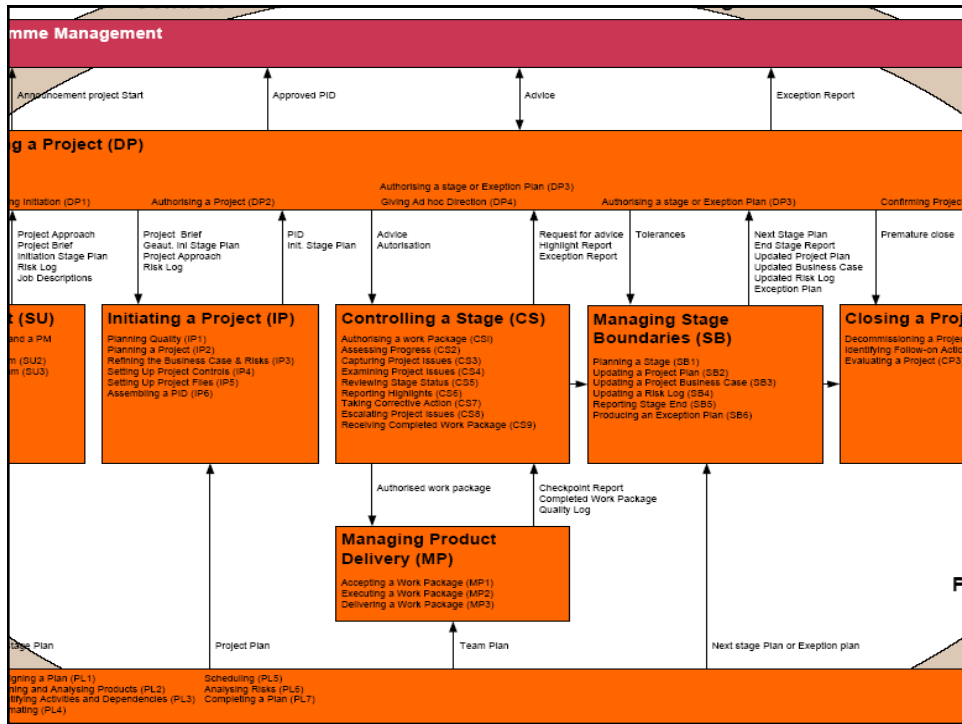 mme Management
Announcement project Start
Approved PID
Advice
Exception Report
g a Project (DP)
Authorising a stage or Exeption Plan (DP3)
ng Initiation (DP1)
Authorising a Project (DP2)
Giving Ad hoc Direction (DP4)
Authorising a stage or Exeption Plan (DP3)
Confirming Project
Project Approach
Project Brief
Initiation Stage Plan
Risk Log
Job Descriptions
Project Brief
Geaut. Ini Stage Plan
Project Approach
Risk Log
PID
Init. Stage Plan
Advice
Autorisation
Request for advice
Highlight Report
Exception Report
Tolerances
Next Stage Plan
End Stage Report
Updated Project Plan
Updated Business Case
Updated Risk Log
Exception Plan
Premature close
t (SU)
and a PM
m (SU2)
m (SU3)
Initiating a Project (IP)
Planning Quality (IP1)
Planning a Project (IP2)
Refining the Business Case & Risks (IP3)
Setting Up Project Controls (IP4)
Setting Up Project Files (IP5)
Assembling a PID (IP6)
Controlling a Stage (CS)
Authorising a work Package (CSI)
Assessing Progress (CS2)
Capturing Project Issues (CS3)
Examining Project Issues (CS4)
Reviewing Stage Status (CS5)
Reporting Highlights (CS6)
Taking Corrective Action (CS7)
Escalating Project Issues (CS8)
Receiving Completed Work Package (CS9)
Managing Stage
Boundaries (SB)
Planning a Stage (SB1)
Updating a Project Plan (SB2)
Updating a Project Business Case (SB3)
Updating a Risk Log (SB4)
Reporting Stage End (SB5)
Producing an Exception Plan (SB6)
Closing a Proj
Decommissioning a Projec
Identifying Follow-on Actio
Evaluating a Project (CP3
Authorised work package
Checkpoint Report
Completed Work Package
Quality Log
Managing Product
Delivery (MP)
Accepting a Work Package (MP1)
Executing a Work Package (MP2)
Delivering a Work Package (MP3)
F
Stage Plan
Project Plan
Team Plan
Next stage Plan or Exeption plan
igning a Plan (PL1)
ning and Analysing Products (PL2)
ntifying Activities and Dependencies (PL3)
mating (PL4)
Scheduling (PL5)
Analysing Risks (PL6)
Completing a Plan (PL7)